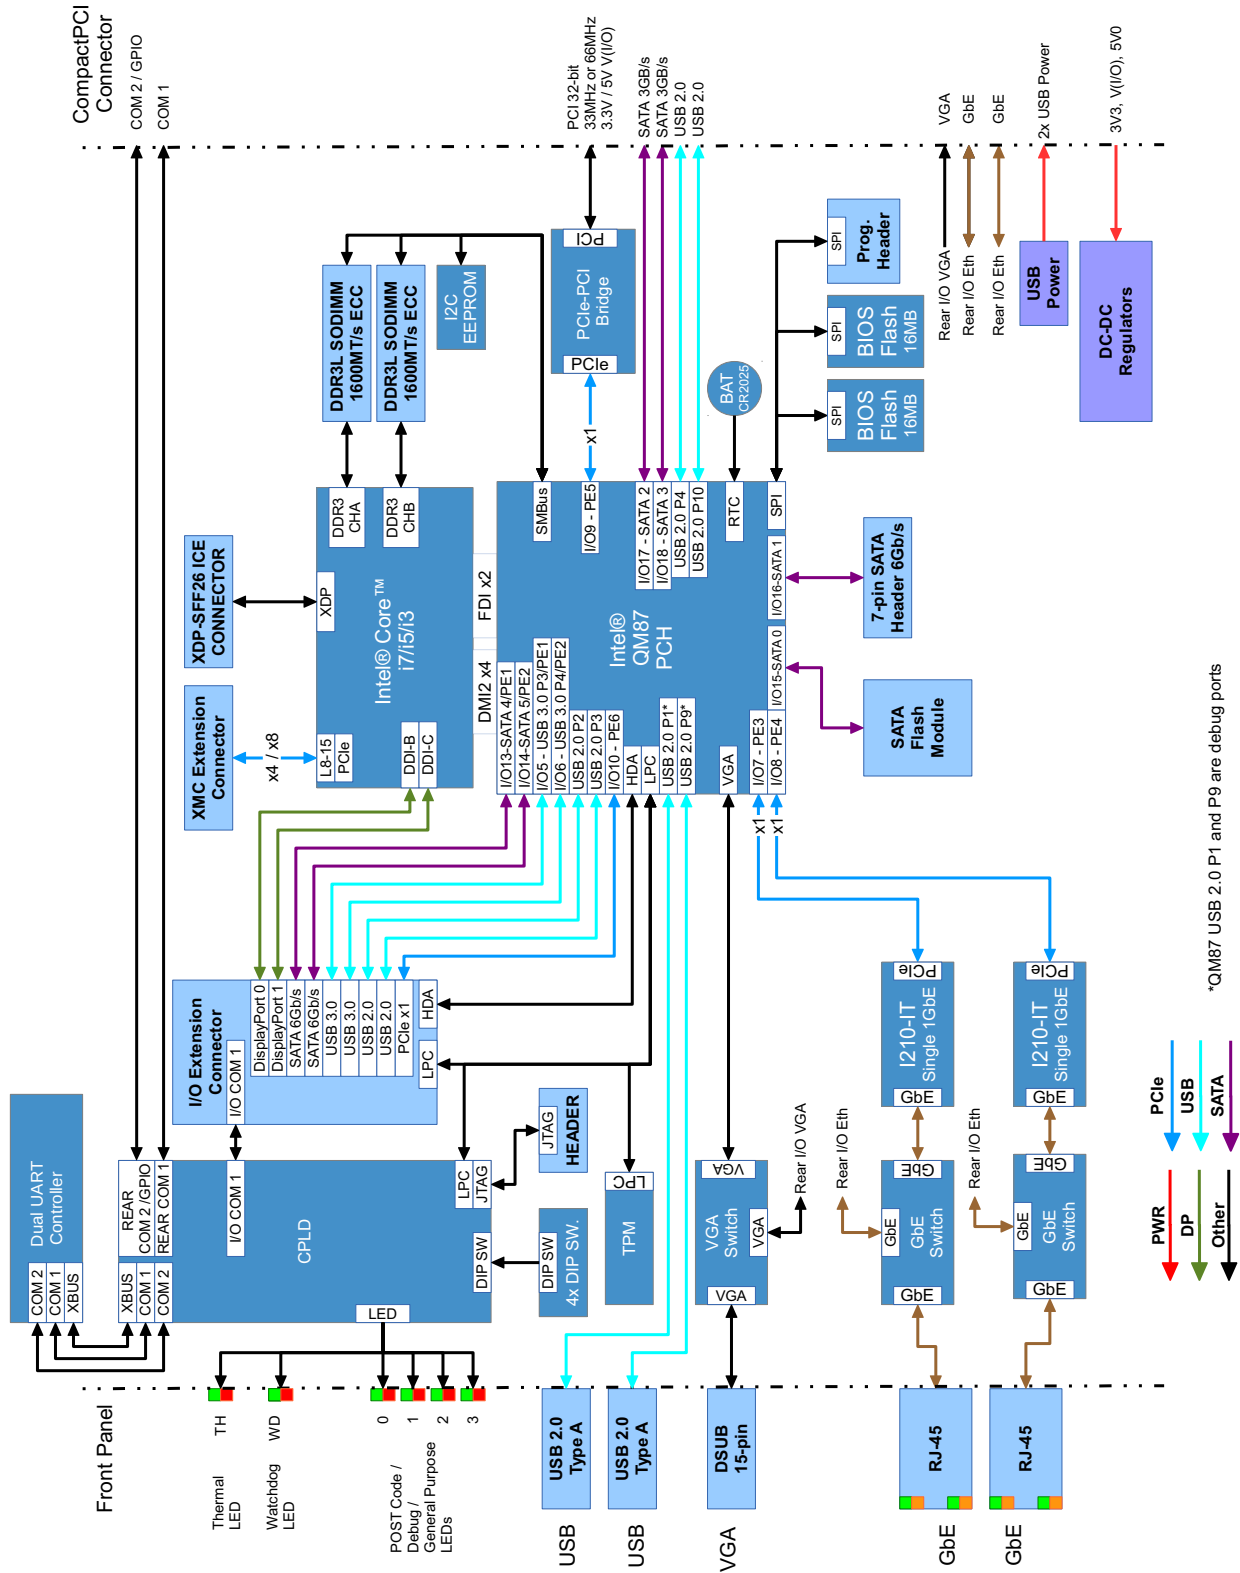 Front Panel
CompactPCI
Connector
COM 2 / GPIO
COM 1
PCI 32-bit
33MHz or 66MHz
3.3V / 5V V(I/O)
SATA 3GB/s
SATA 3GB/s
USB 2.0
USB 2.0
VGA
GbE
GbE
2x USB Power
3V3, V(I/O), 5V0
Dual UART
Controller
COM 2
COM 1
XBUS
XBUS
COM 1
COM 2
REAR
COM 2 /GPIO
REAR COM 1
I/O COM 1
CPLD
LED
LPC
JTAG
DIP SW
TH
Thermal
LED
WD
Watchdog
LED
0
1
2
3
POST Code /
Debug /
General Purpose
LEDs
I/O Extension
Connector
I/O COM 1
DisplayPort 0
DisplayPort 1
SATA 6Gb/s
SATA 6Gb/s
USB 3.0
USB 3.0
USB 2.0
USB 2.0
PCIe x1
HDA
LPC
JTAG
HEADER
DIP SW
4x DIP SW.
LPC
TPM
XMC Extension
Connector
x4 / x8
XDP-SFF26 ICE
CONNECTOR
L8-15
PCIe
XDP
DDR3
CHA
DDR3
CHB
Intel® Core™
i7/i5/i3
DDI-B
DDI-C
DDR3L SODIMM
1600MT/s ECC
DDR3L SODIMM
1600MT/s ECC
I2C
EEPROM
DMI2 x4
FDI x2
Intel®
QM87
PCH
I/O13-SATA 4/PE1
I/O14-SATA 5/PE2
I/O5 - USB 3.0 P3/PE1
I/O6 - USB 3.0 P4/PE2
USB 2.0 P2
USB 2.0 P3
I/O10 - PE6
HDA
LPC
USB 2.0 P1*
USB 2.0 P9*
VGA
I/O7 - PE3
I/O8 - PE4
x1
x1
SMBus
I/O9 - PE5
x1
I/O17 - SATA 2
I/O18 - SATA 3
USB 2.0 P4
USB 2.0 P10
RTC
SPI
I/O15-SATA 0
I/O16-SATA 1
PCIe
PCIe-PCI
Bridge
PCI
BAT
CR2025
SPI
BIOS
Flash
16MB
SPI
BIOS
Flash
16MB
SPI
Prog.
Header
7-pin SATA
Header 6Gb/s
SATA
Flash
Module
Rear I/O VGA
Rear I/O Eth
Rear I/O Eth
USB
Power
DC-DC
Regulators
USB 2.0
Type A
USB
USB 2.0
Type A
USB
DSUB
15-pin
VGA
VGA
VGA
Switch
VGA
VGA
Rear I/O VGA
RJ-45
GbE
RJ-45
GbE
GbE
GbE
Switch
GbE
GbE
Rear I/O Eth
GbE
I210-IT
Single 1GbE
PCIe
GbE
GbE
Switch
GbE
GbE
Rear I/O Eth
GbE
I210-IT
Single 1GbE
PCIe
PWR
DP
Other
PCIe
USB
SATA
*QM87 USB 2.0 P1 and P9 are debug ports